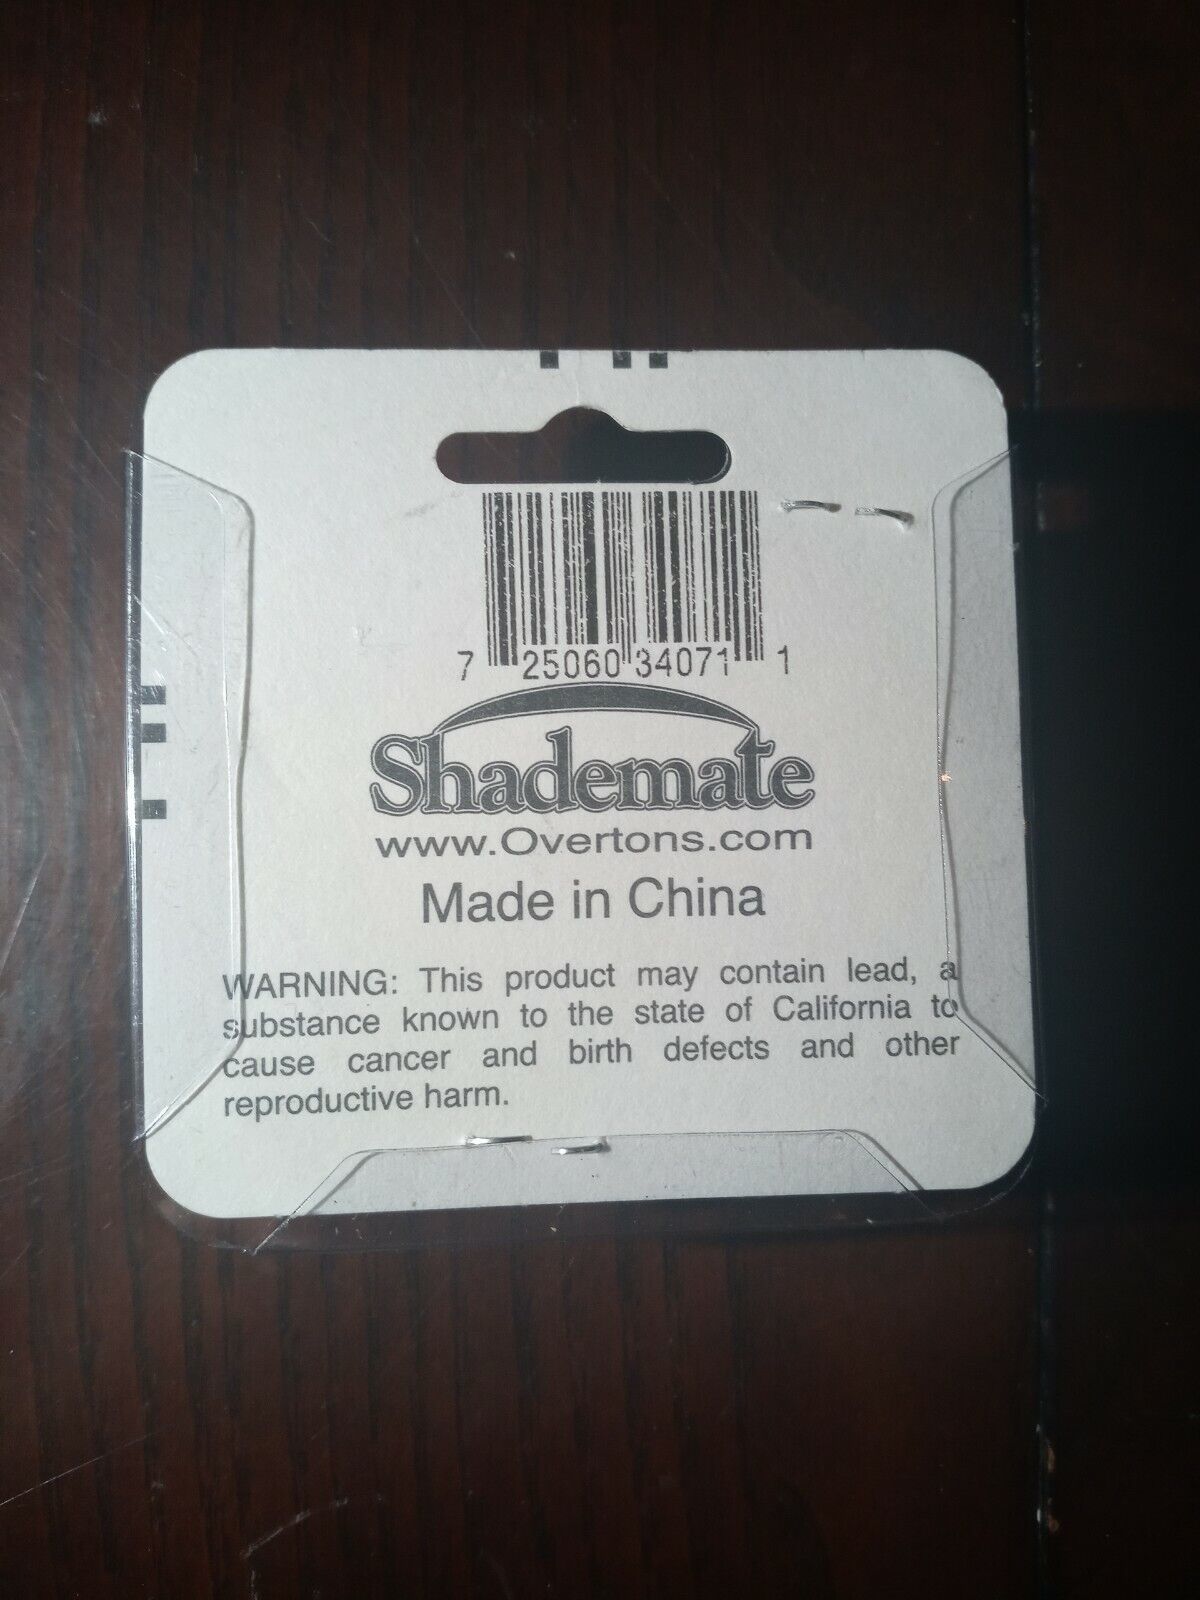 7 25060 34071 1
Shademate
www.Overtons.com
Made in China
WARNING: This product may contain lead, a
substance known to the state of California to
cause cancer and birth defects and other
reproductive harm.